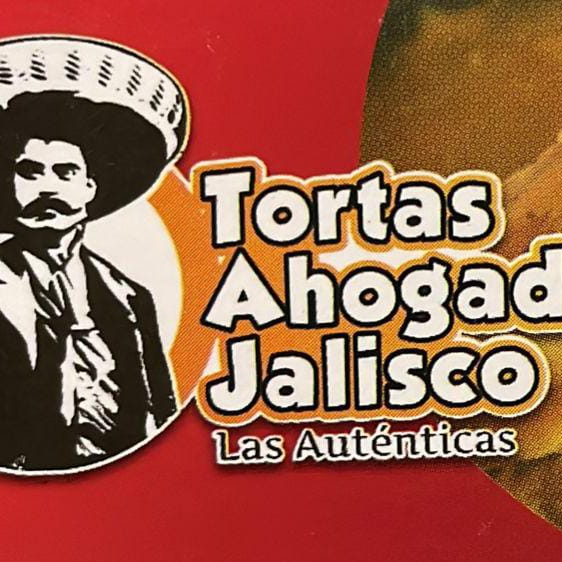 Tortas
Ahogad
Jalisco
Las Auténticas